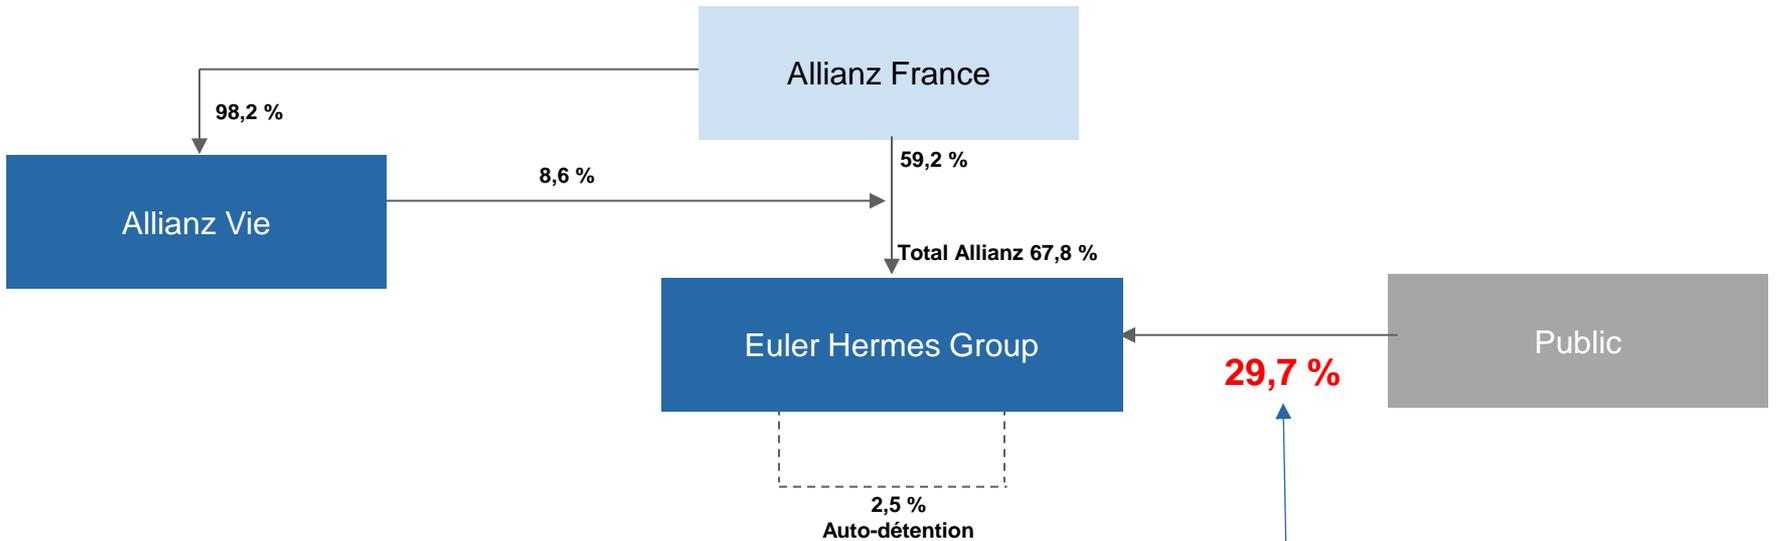 Allianz France
98,2 %
59,2 %
8,6 %
Allianz Vie
Total Allianz 67,8 %
Euler Hermes Group
Public
29,7 %
2,5 %
Auto-détention